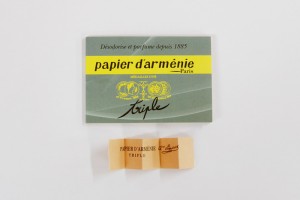 Désodorise et parfume depuis 1885
papier d'arménie
Paris
triple
PAPIER D'ARMÉNIE
TRIPLE